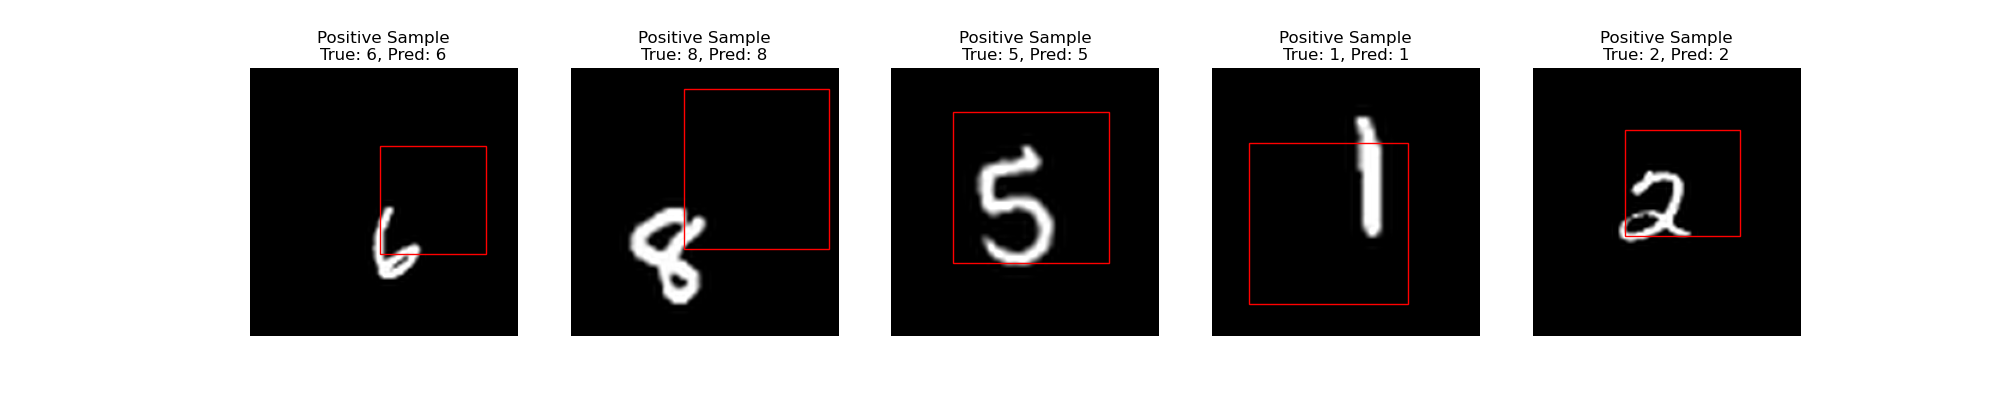 Positive Sample
True: 6, Pred: 6
Positive Sample
True: 8, Pred: 8
Positive Sample
True: 5, Pred: 5
Positive Sample
True: 1, Pred: 1
Positive Sample
True: 2, Pred: 2
6
8
5
1
2